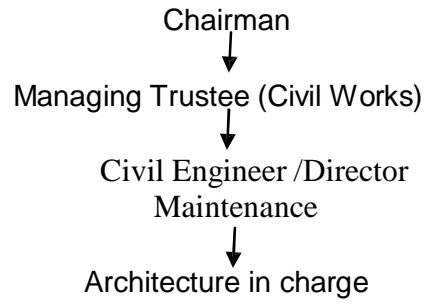 Chairman
Managing Trustee (Civil Works)
Civil Engineer /Director
Maintenance
Architecture in charge